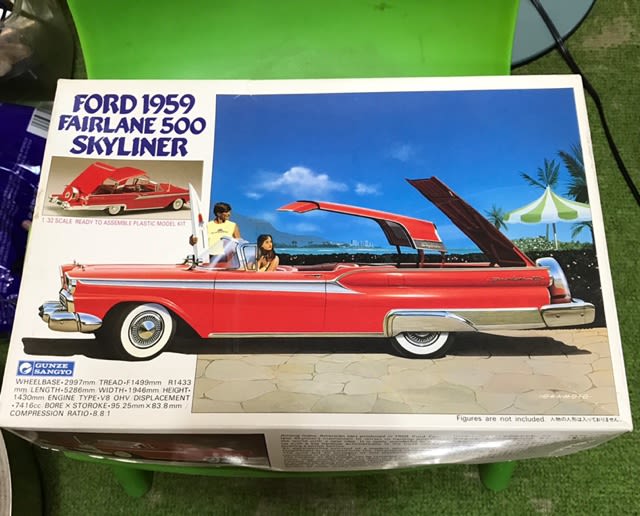 FORD 1959
FAIRLANE 500
SKYLINER
1:32 SCALE READY TO ASSEMBLE PLASTIC MODEL KIT
GUNZE
SANGYO
WHEELBASE•2997mm TREAD•F1499mm R1433
mm LENGTH•5286mm WIDTH•1946mm HEIGHT•
1430mm ENGINE TYPE•V8 OHV DISPLACEMENT
•7416cc BORE×STOROKE•95.25mm×83.8mm
COMPRESSION RATIO•8.8:1
OKAMOTO
Figures are not included. 人物の人形は入っておりません。